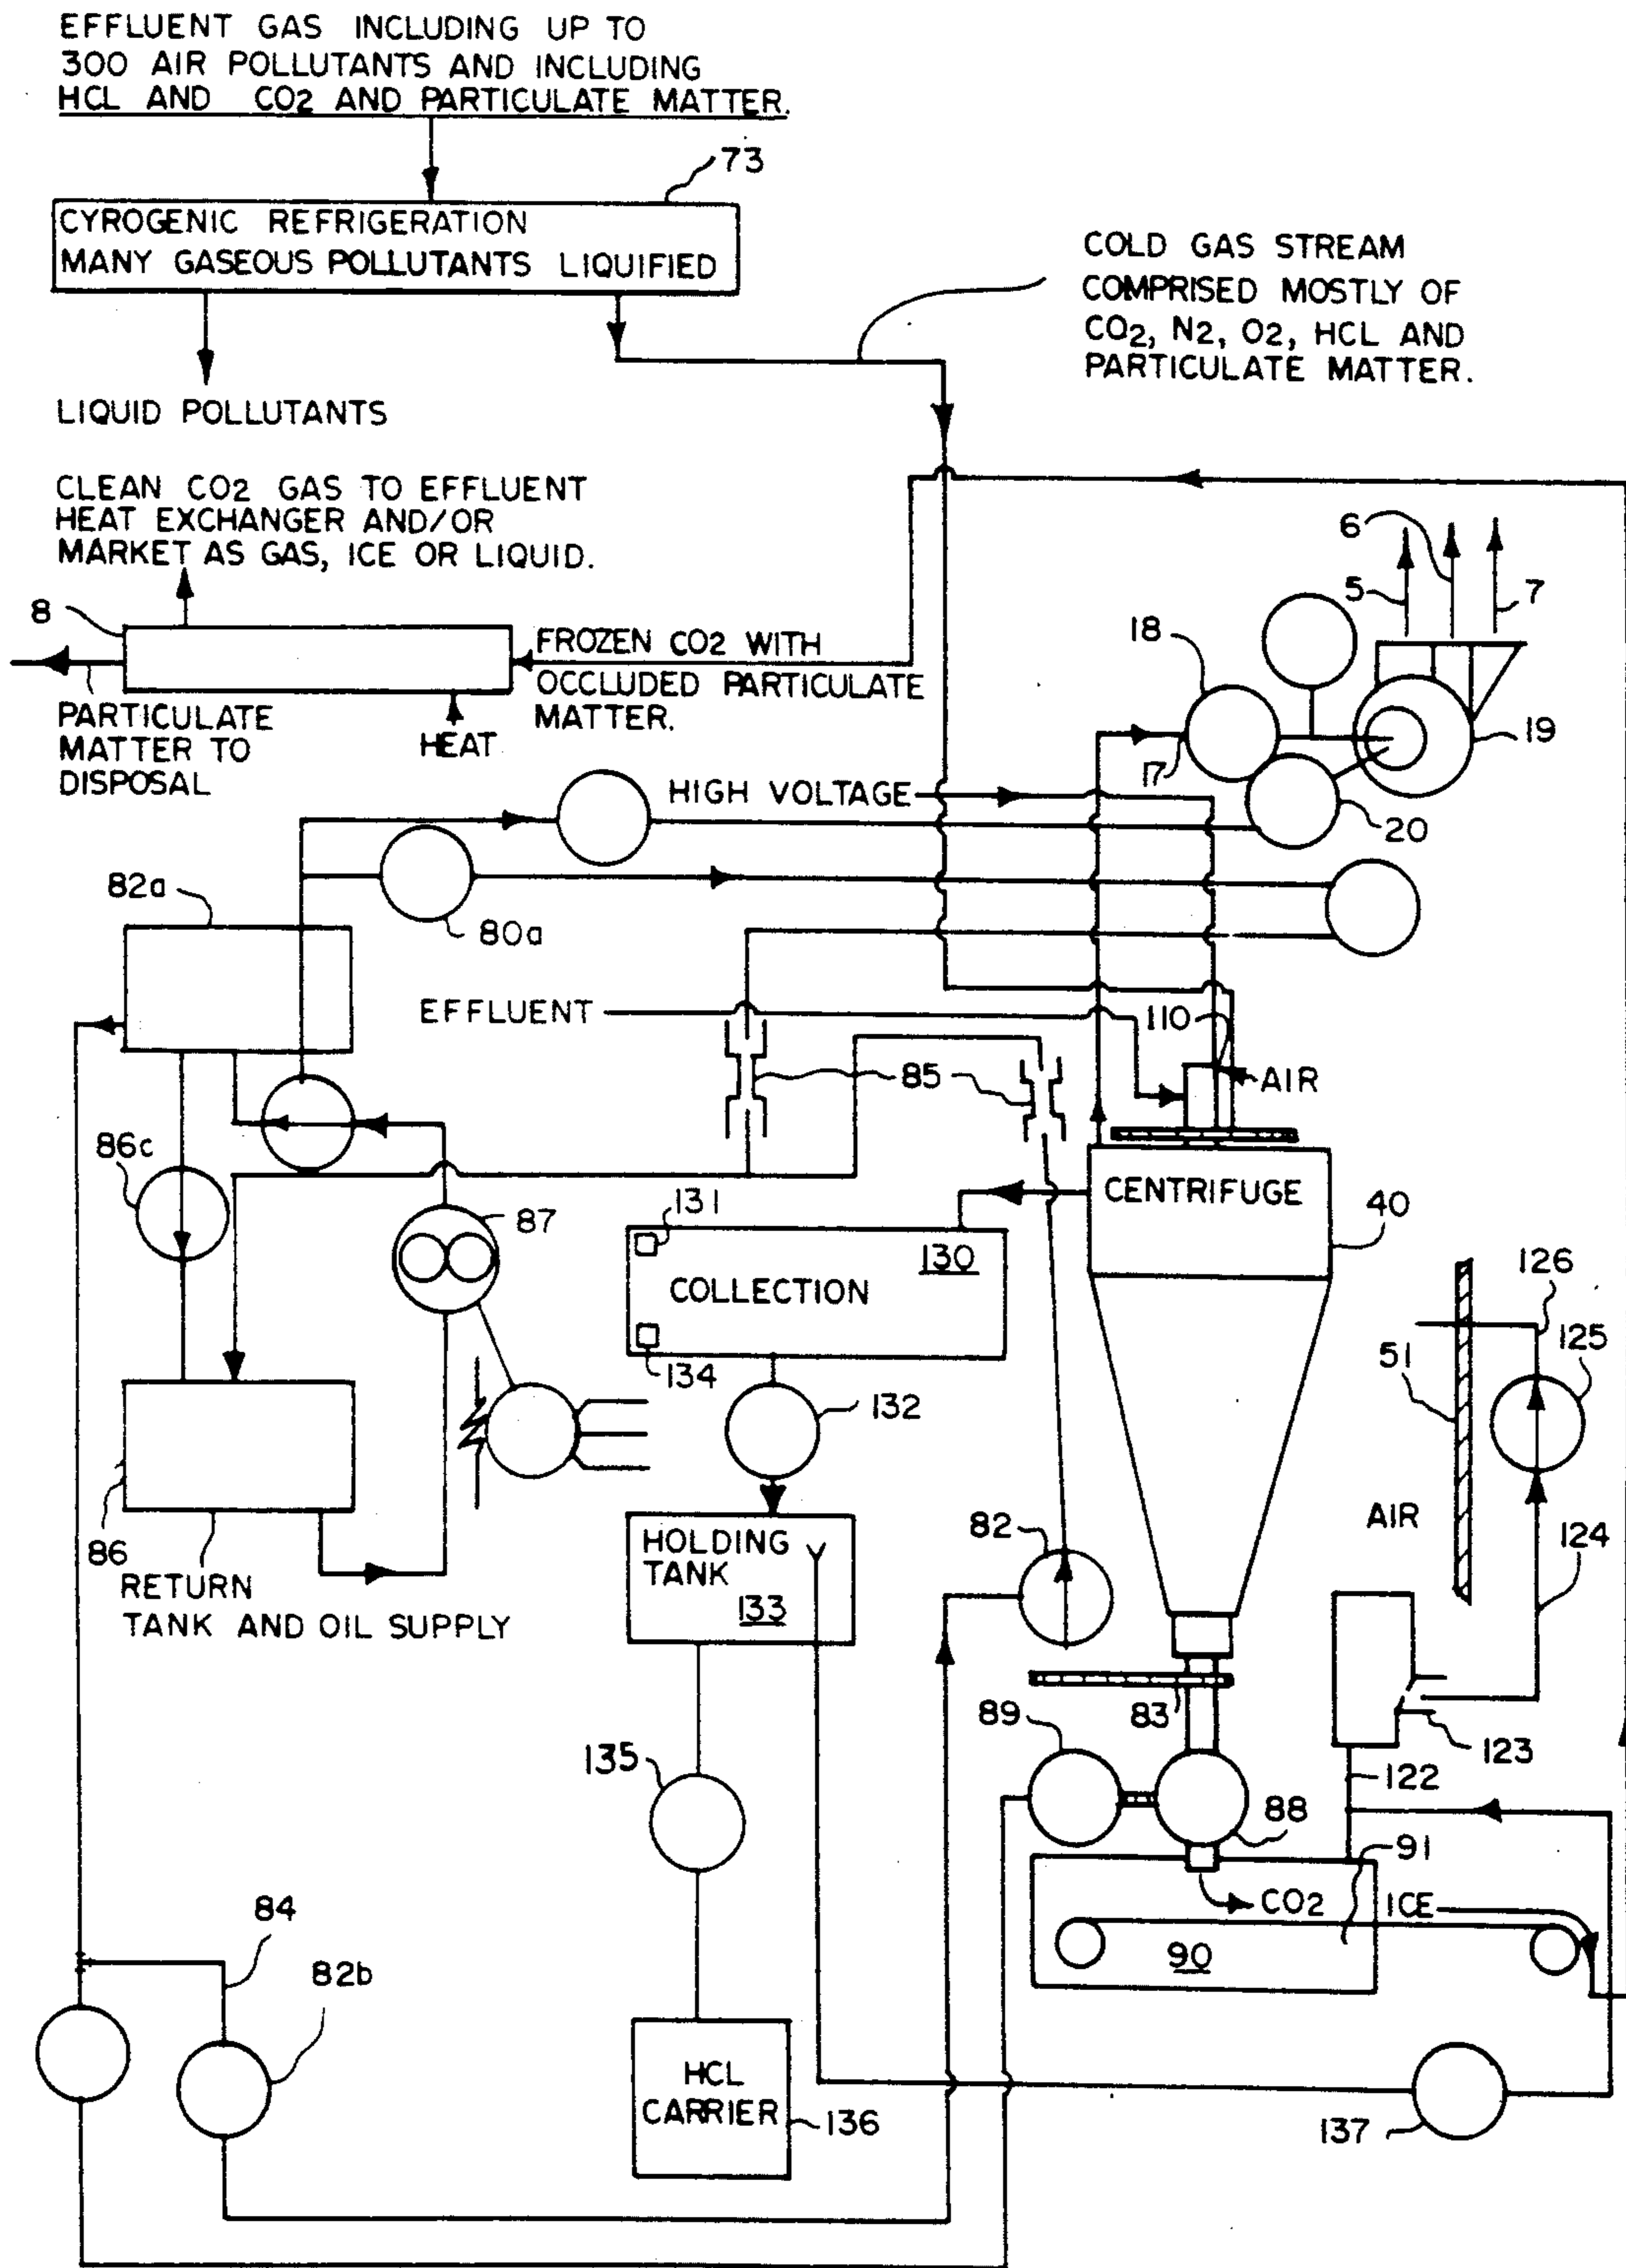 EFFLUENT GAS INCLUDING UP TO
300 AIR POLLUTANTS AND INCLUDING
HCL AND CO2 AND PARTICULATE MATTER.
73
CYROGENIC REFRIGERATION
MANY GASEOUS POLLUTANTS LIQUIFIED
COLD GAS STREAM
COMPRISED MOSTLY OF
CO2, N2, O2, HCL AND
PARTICULATE MATTER.
LIQUID POLLUTANTS
CLEAN CO2 GAS TO EFFLUENT
HEAT EXCHANGER AND/OR
MARKET AS GAS, ICE OR LIQUID.
8
FROZEN CO2 WITH
OCCLUDED PARTICULATE
MATTER.
PARTICULATE
MATTER TO
DISPOSAL
HEAT
6
5
7
18
17
19
20
HIGH VOLTAGE
82a
80a
EFFLUENT
110
AIR
85
86c
87
CENTRIFUGE
40
131
130
COLLECTION
134
132
126
125
51
AIR
124
86
RETURN
TANK AND OIL SUPPLY
HOLDING
TANK
133
82
83
89
123
122
135
88
91
CO2
ICE
90
84
82b
HCL
CARRIER
136
137